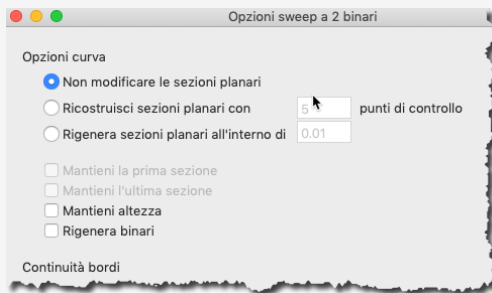 Opzioni sweep a 2 binari
Opzioni curva
Non modificare le sezioni planari
Ricostruisci sezioni planari con 5 punti di controllo
Rigenera sezioni planari all'interno di 0.01
Mantieni la prima sezione
Mantieni l'ultima sezione
Mantieni altezza
Rigenera binari
Continuità bordi